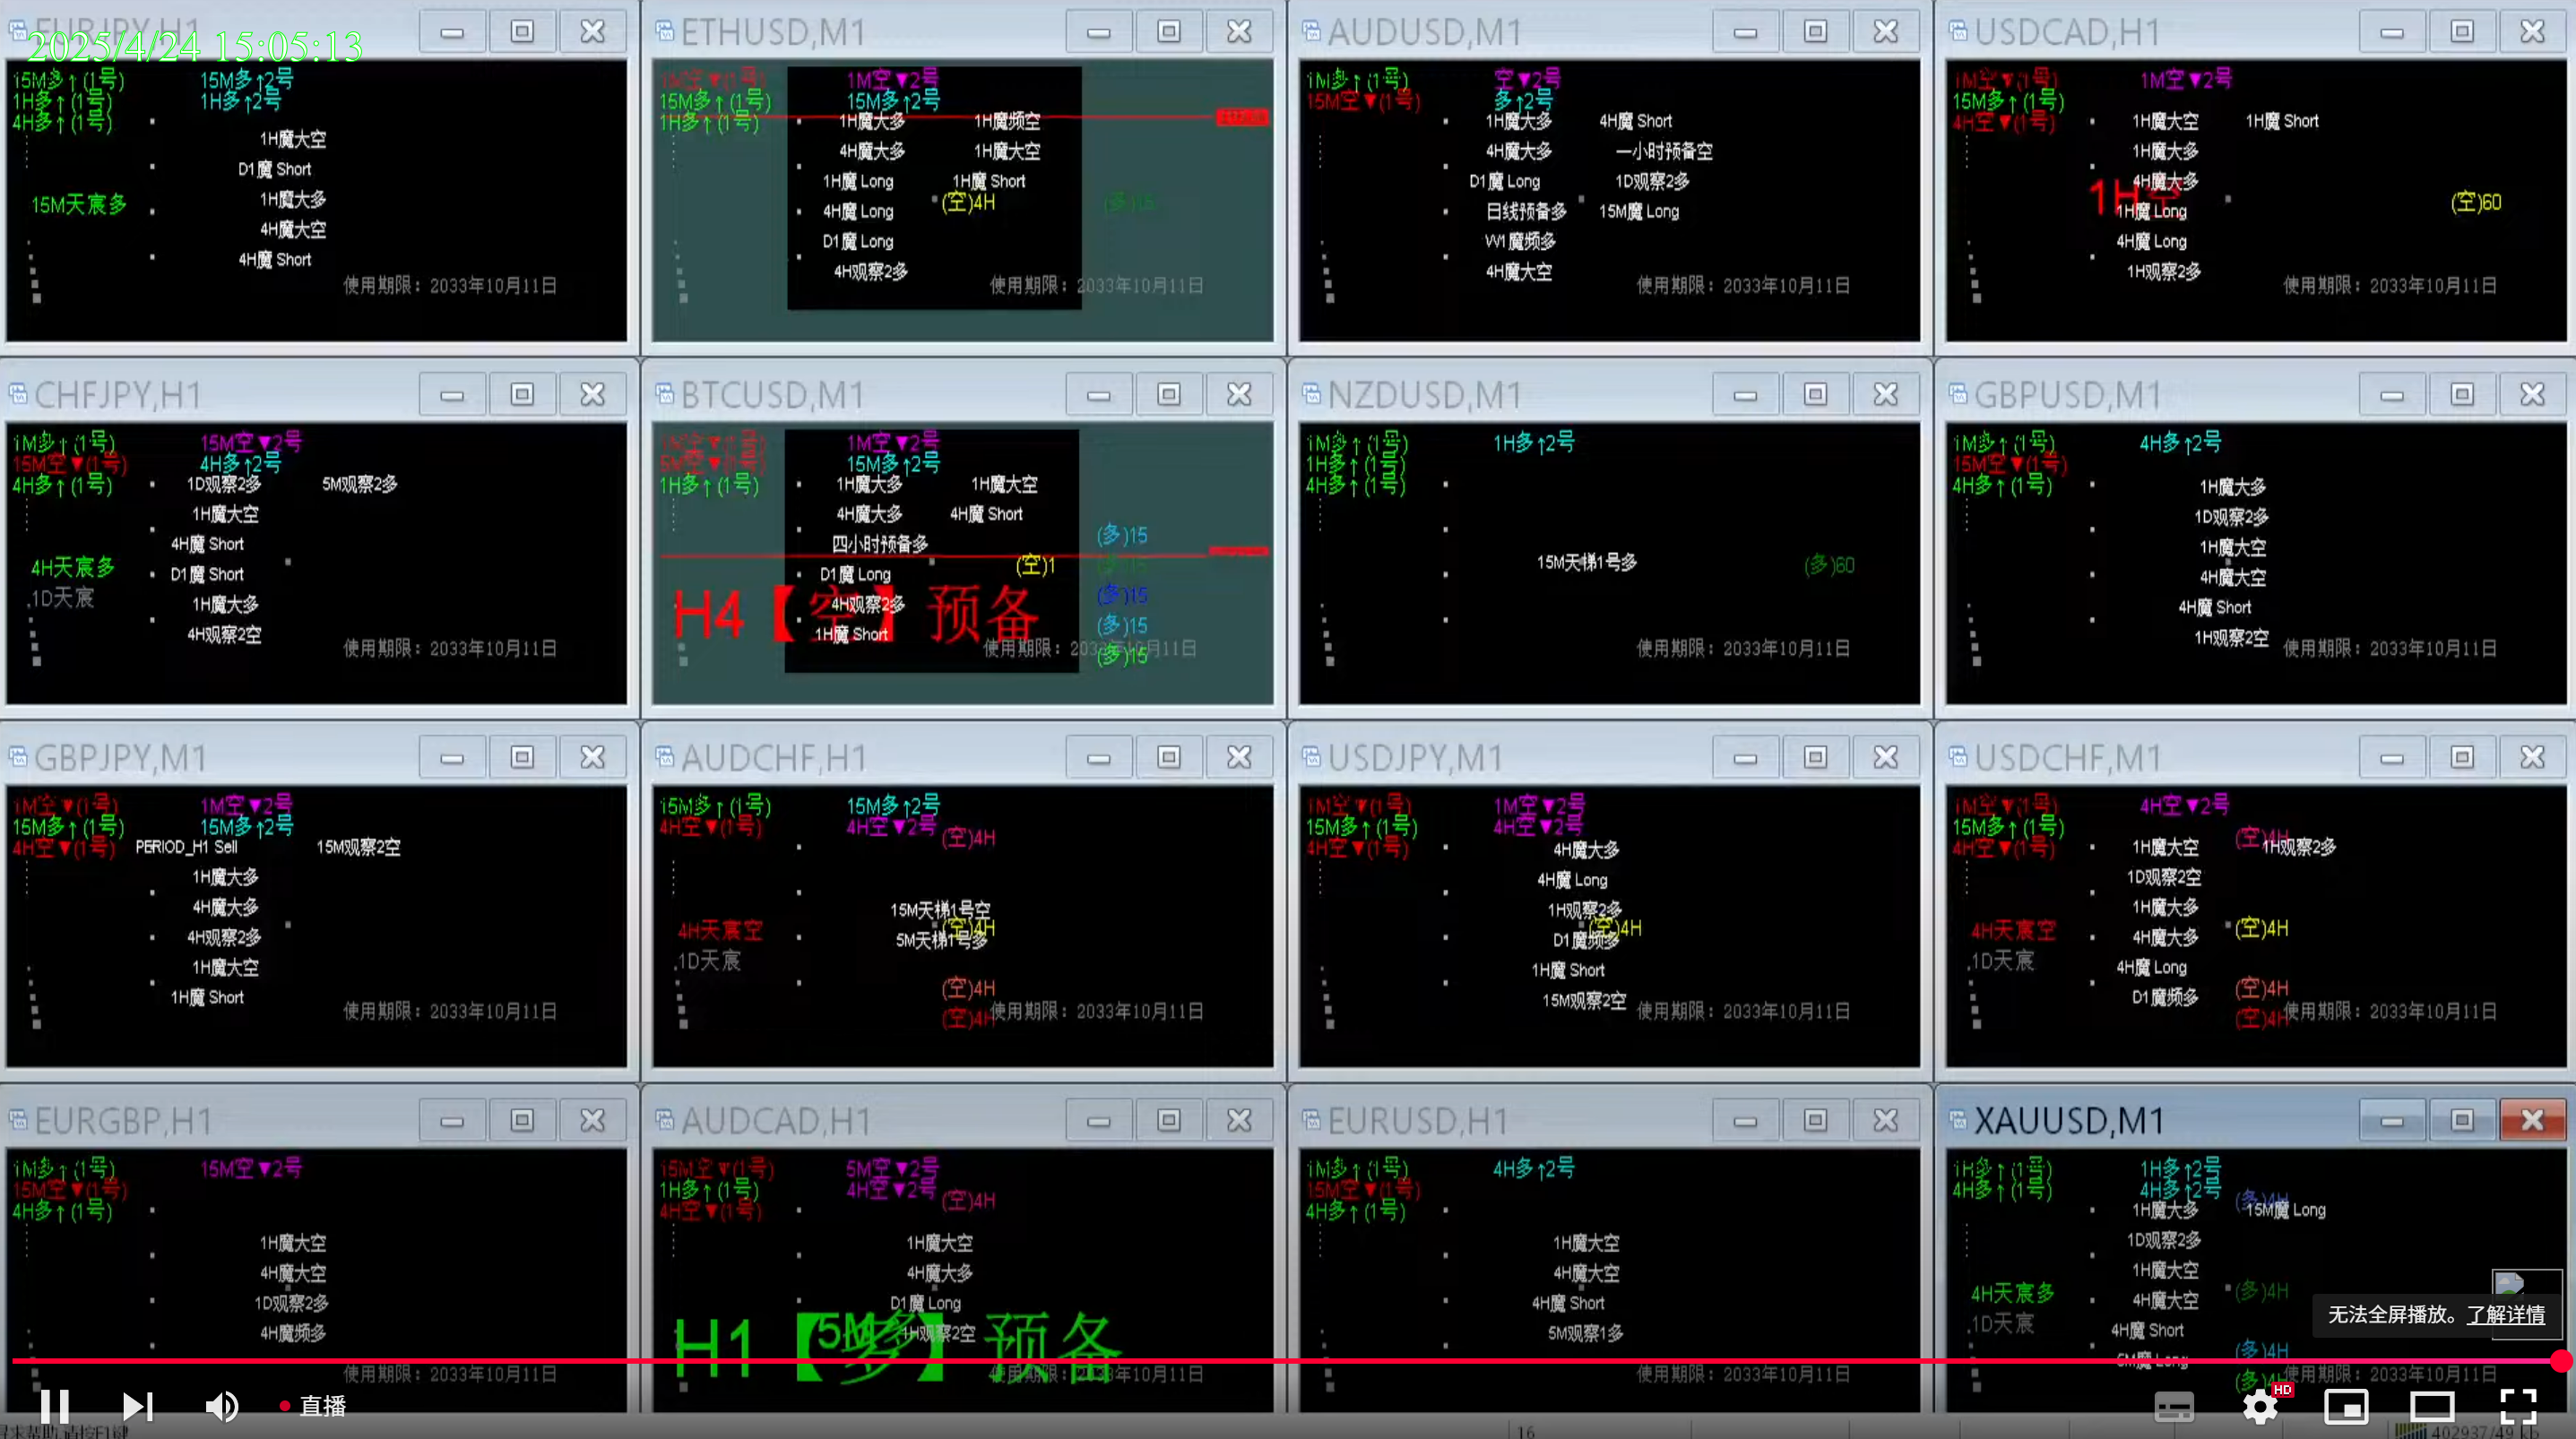 EURJPY,H1
2025/4/24 15:05:13
15M多↑(1号) 15M多↑2号
1H多↑(1号) 1H多↑2号
4H多↑(1号)
1H魔大空
D1魔 Short
1H魔大多
15M天宸多
4H魔大空
4H魔 Short
使用期限：2033年10月11日
ETHUSD,M1
1M空▼(1号) 1M空▼2号
15M多↑(1号) 15M多↑2号
1H多↑(1号) 1H魔大多 1H魔频空
4H魔大多 1H魔大空
1H魔 Long 1H魔 Short
(空)4H (多)15
4H魔 Long
D1魔 Long
4H观察2多
使用期限：2033年10月11日
AUDUSD,M1
1M多↑(1号) 空▼2号
15M空▼(1号) 多↑2号
1H魔大多 4H魔 Short
4H魔大多 一小时预备空
D1魔 Long 1D观察2多
日线预备多 15M魔 Long
W1魔频多
4H魔大空
使用期限：2033年10月11日
USDCAD,H1
1M空▼(1号) 1M空▼2号
15M多↑(1号)
4H空▼(1号) 1H魔大空 1H魔 Short
1H魔大多
4H魔大多
1H空 (空)60
1H魔 Long
4H魔 Long
1H观察2多
使用期限：2033年10月11日
CHFJPY,H1
1M多↑(1号) 15M空▼2号
15M空▼(1号) 4H多↑2号
4H多↑(1号) 1D观察2多 5M观察2多
1H魔大空
4H魔 Short
4H天宸多 D1魔 Short
.1D天宸 1H魔大多
4H观察2空
使用期限：2033年10月11日
BTCUSD,M1
1M空▼(1号) 1M空▼2号
5M空▼(1号) 15M多↑2号
1H多↑(1号) 1H魔大多 1H魔大空
4H魔大多 4H魔 Short
(多)15
四小时预备多
(空)1 (多)15
D1魔 Long
4H观察2多 (多)15
H4【空】预备
(多)15
1H魔 Short
(多)15
使用期限：2033年10月11日
NZDUSD,M1
1M多↑(1号) 1H多↑2号
1H多↑(1号)
4H多↑(1号)
15M天梯1号多 (多)60
使用期限：2033年10月11日
GBPUSD,M1
1M多↑(1号) 4H多↑2号
15M空▼(1号)
4H多↑(1号) 1H魔大多
1D观察2多
1H魔大空
4H魔大空
4H魔 Short
1H观察2空
使用期限：2033年10月11日
GBPJPY,M1
1M空▼(1号) 1M空▼2号
15M多↑(1号) 15M多↑2号
4H空▼(1号) PERIOD_H1 Sell 15M观察2空
1H魔大多
4H魔大多
4H观察2多
1H魔大空
1H魔 Short
使用期限：2033年10月11日
AUDCHF,H1
15M多↑(1号) 15M多↑2号
4H空▼(1号) 4H空▼2号
(空)4H
15M天梯1号空
4H天宸空 (空)4H
5M天梯1号多
.1D天宸
(空)4H
(空)4H
使用期限：2033年10月11日
USDJPY,M1
1M空▼(1号) 1M空▼2号
15M多↑(1号) 4H空▼2号
4H空▼(1号) 4H魔大多
4H魔 Long
1H观察2多
(空)4H
D1魔频多
1H魔 Short
15M观察2空
使用期限：2033年10月11日
USDCHF,M1
1M空▼(1号) 4H空▼2号
15M多↑(1号)
(空)4H
4H空▼(1号) 1H魔大空 1H观察2多
1D观察2空
1H魔大多
4H天宸空 4H魔大多 (空)4H
.1D天宸 4H魔 Long
D1魔频多 (空)4H
(空)4H
使用期限：2033年10月11日
EURGBP,H1
1M多↑(1号) 15M空▼2号
15M空▼(1号)
4H多↑(1号)
1H魔大空
4H魔大空
1D观察2多
4H魔频多
使用期限：2033年10月11日
AUDCAD,H1
15M空▼(1号) 5M空▼2号
1H多↑(1号) 4H空▼2号
4H空▼(1号) (空)4H
1H魔大空
4H魔大多
D1魔 Long
5M多
1H观察2空
H1【多】预备
使用期限：2033年10月11日
EURUSD,H1
1M多↑(1号) 4H多↑2号
15M空▼(1号)
4H多↑(1号)
1H魔大空
4H魔大空
4H魔 Short
5M观察1多
使用期限：2033年10月11日
XAUUSD,M1
1H多↑(1号) 1H多↑2号
4H多↑(1号) 4H多↑2号
(多)4H
1H魔大多 15M魔 Long
1D观察2多
1H魔大空
4H天宸多 4H魔大空 (多)4H
.1D天宸 4H魔 Short
(多)4H
5M魔 Long
(多)4H
使用期限：2033年10月11日
无法全屏播放。了解详情
直播
HD
16
402937/49 kb